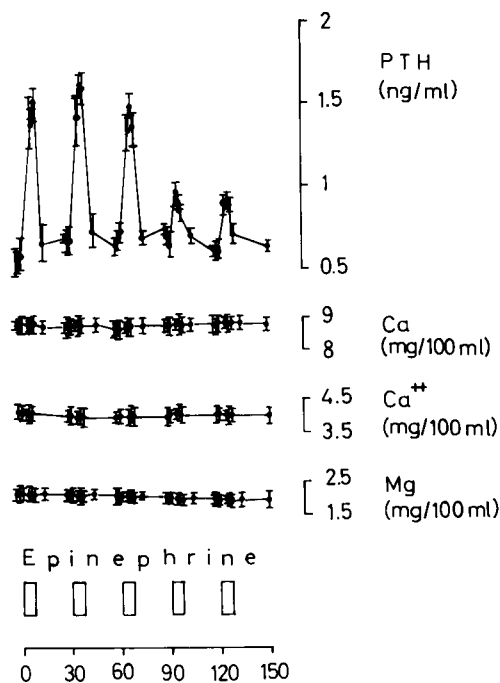 2
PTH
(ng/ml)
1.5
1
0.5
9
Ca
8
(mg/100 ml)
4.5
Ca++
3.5
(mg/100 ml)
2.5
Mg
1.5
(mg/100 ml)
Epinephrine
0 30 60 90 120 150